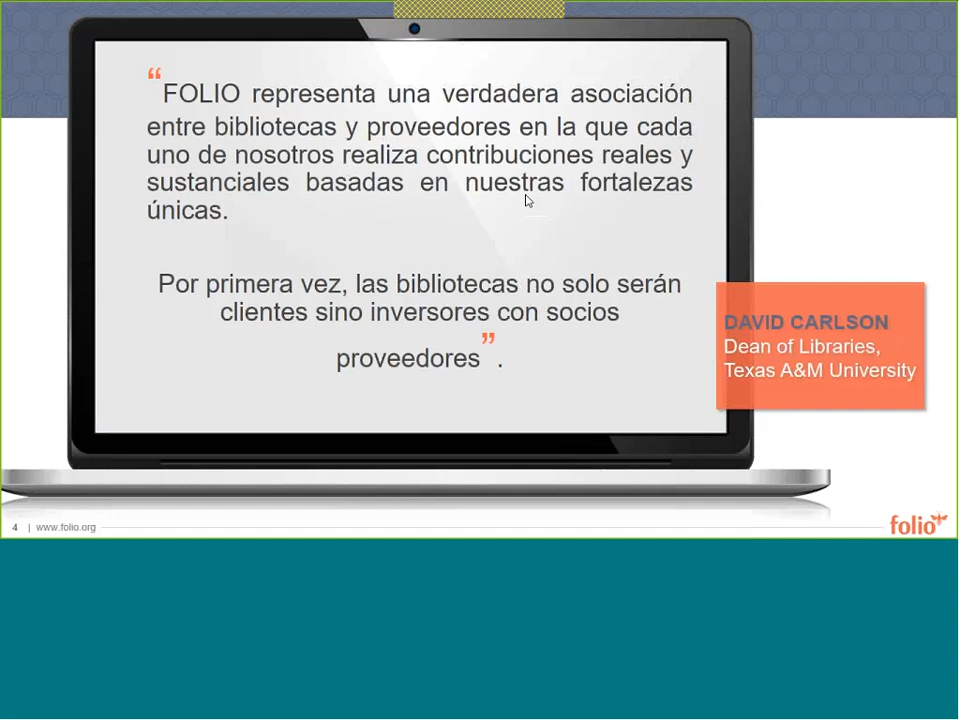 “FOLIO representa una verdadera asociación
entre bibliotecas y proveedores en la que cada
uno de nosotros realiza contribuciones reales y
sustanciales basadas en nuestras fortalezas
únicas.
Por primera vez, las bibliotecas no solo serán
clientes sino inversores con socios
proveedores”.
DAVID CARLSON
Dean of Libraries,
Texas A&M University
4 | www.folio.org
folio